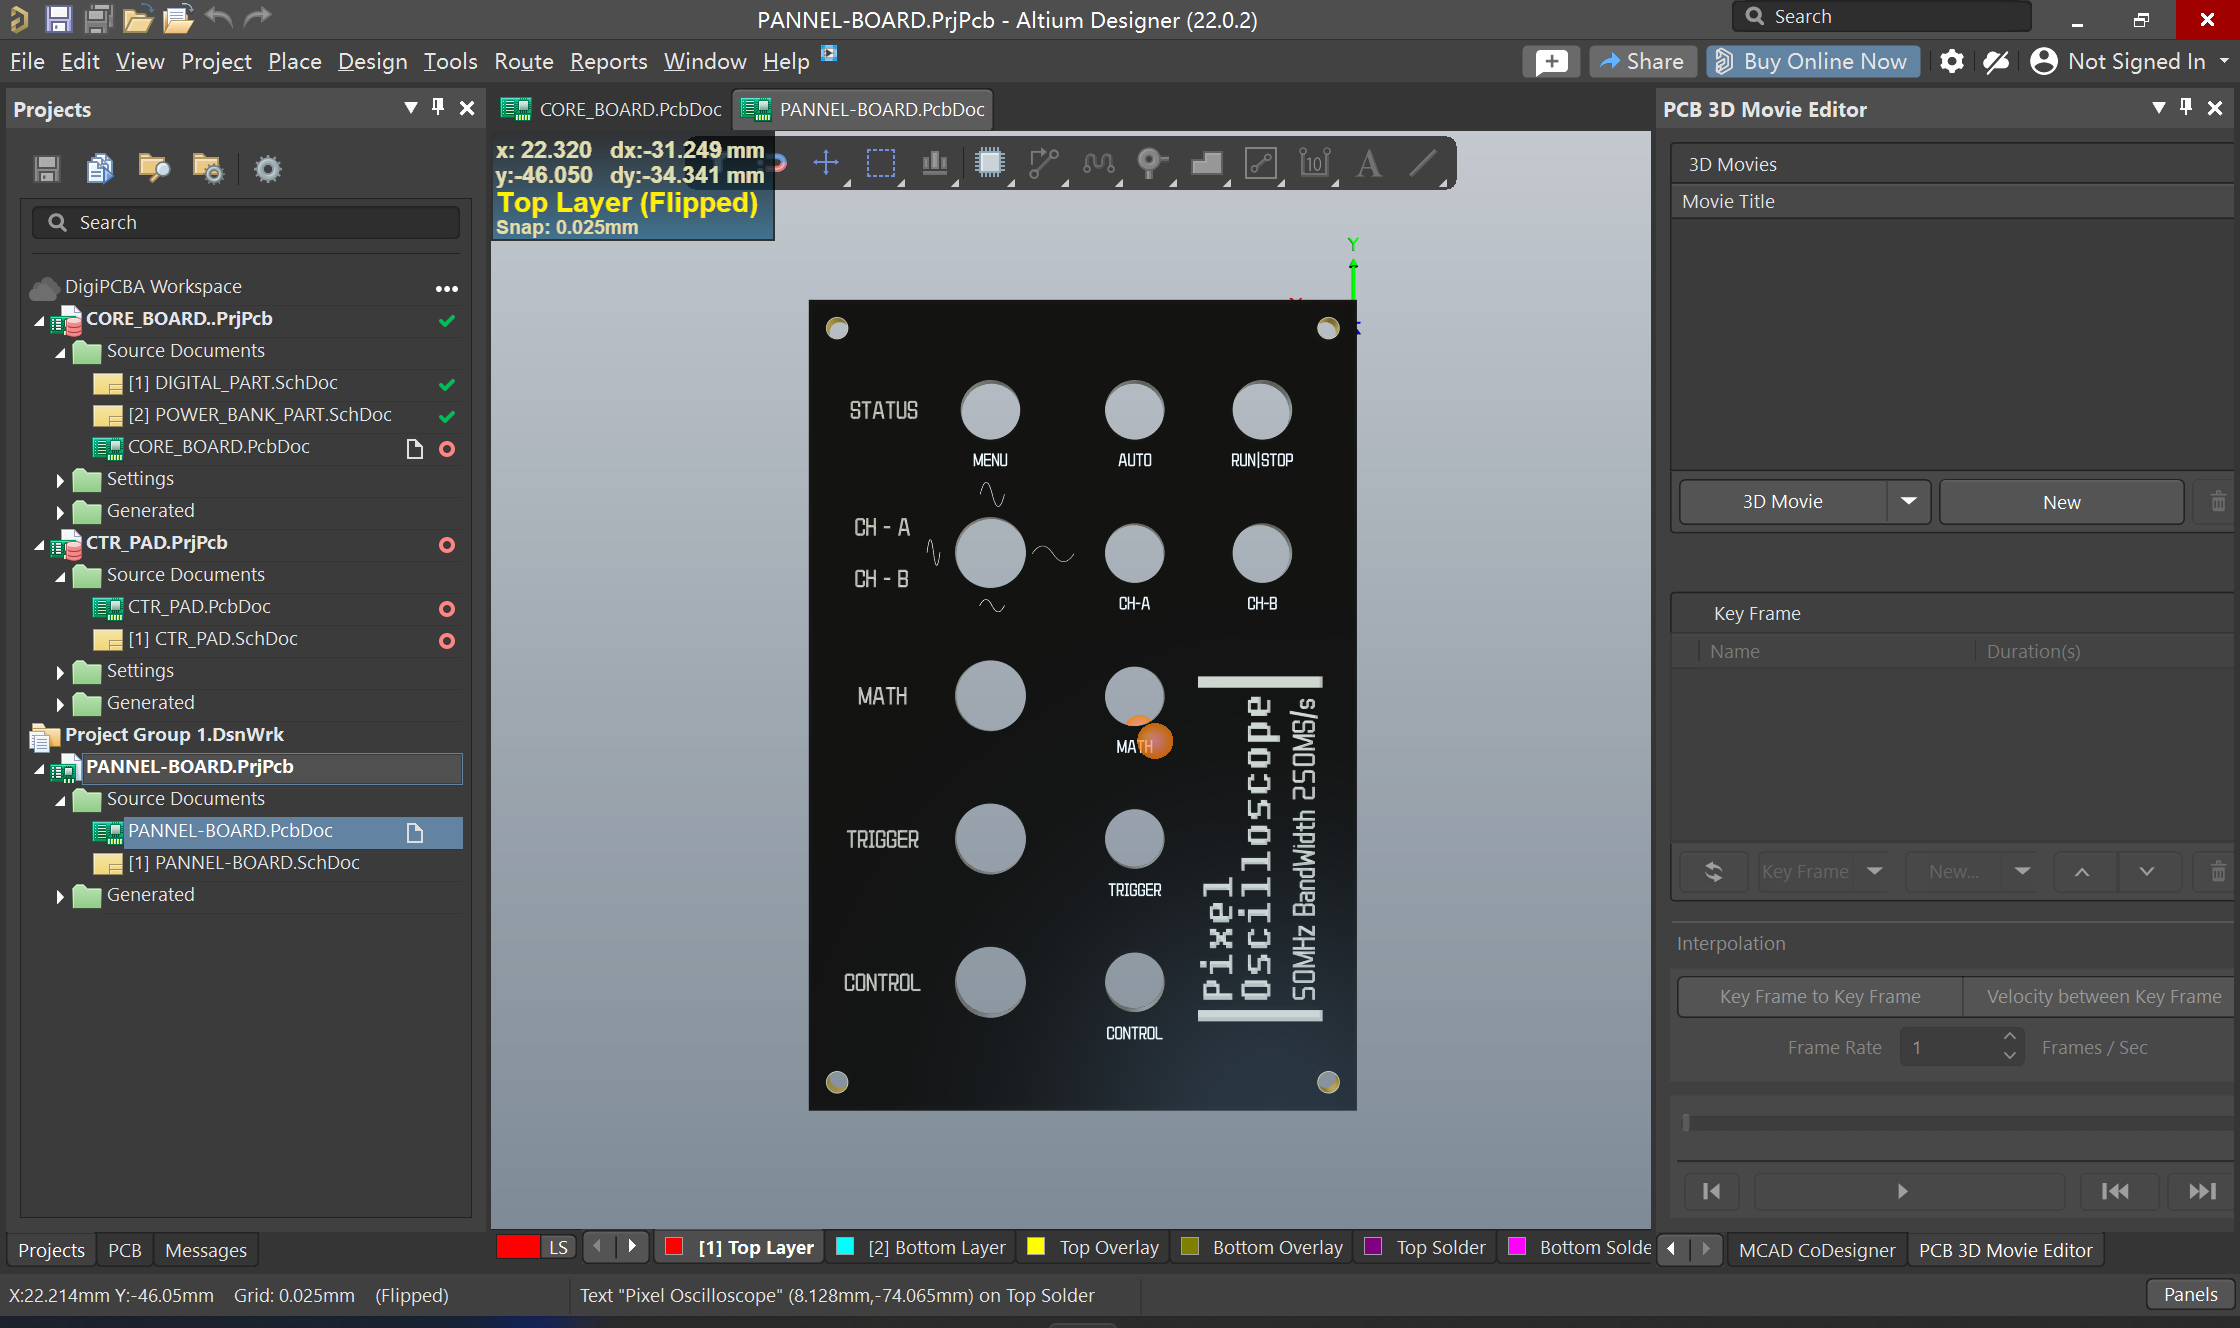 PANNEL-BOARD.PrjPcb - Altium Designer (22.0.2)
Search
File Edit View Project Place Design Tools Route Reports Window Help
Share
Buy Online Now
Not Signed In
Projects
Search
DigiPCBA Workspace
CORE_BOARD..PrjPcb
Source Documents
[1] DIGITAL_PART.SchDoc
[2] POWER_BANK_PART.SchDoc
CORE_BOARD.PcbDoc
Settings
Generated
CTR_PAD.PrjPcb
Source Documents
CTR_PAD.PcbDoc
[1] CTR_PAD.SchDoc
Settings
Generated
Project Group 1.DsnWrk
PANNEL-BOARD.PrjPcb
Source Documents
PANNEL-BOARD.PcbDoc
[1] PANNEL-BOARD.SchDoc
Generated
Projects PCB Messages
CORE_BOARD.PcbDoc PANNEL-BOARD.PcbDoc
x: 22.320 dx:-31.249 mm
y:-46.050 dy:-34.341 mm
Top Layer (Flipped)
Snap: 0.025mm
10
A
Y
STATUS
MENU AUTO RUN|STOP
CH - A
CH - B
CH-A CH-B
MATH
MATH
TRIGGER
TRIGGER
CONTROL
CONTROL
Pixel
Oscilloscope
50MHz BandWidth 250MS/s
LS [1] Top Layer [2] Bottom Layer Top Overlay Bottom Overlay Top Solder Bottom Solde
PCB 3D Movie Editor
3D Movies
Movie Title
3D Movie New
Key Frame
Name Duration(s)
Key Frame New...
Interpolation
Key Frame to Key Frame Velocity between Key Frame
Frame Rate 1 Frames / Sec
MCAD CoDesigner PCB 3D Movie Editor
X:22.214mm Y:-46.05mm Grid: 0.025mm (Flipped) Text "Pixel Oscilloscope" (8.128mm,-74.065mm) on Top Solder
Panels